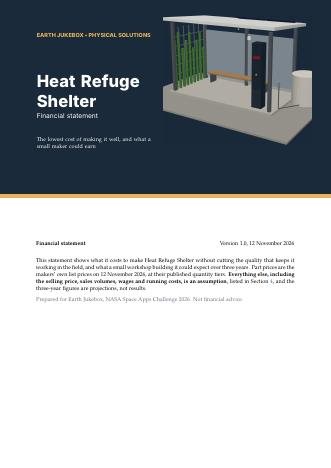 EARTH JUKEBOX • PHYSICAL SOLUTIONS
Heat Refuge
Shelter
Financial statement
The lowest cost of making it well, and what a
small maker could earn
Financial statement
Version 1.0, 12 November 2026
This statement shows what it costs to make Heat Refuge Shelter without cutting the quality that keeps it
working in the field, and what a small workshop building it could expect over three years. Part prices are the
makers' own list prices on 12 November 2026, at their published quantity tiers. Everything else, including
the selling price, sales volumes, wages and running costs, is an assumption, listed in Section 4, and the
three-year figures are projections, not results.
Prepared for Earth Jukebox, NASA Space Apps Challenge 2026. Not financial advice.